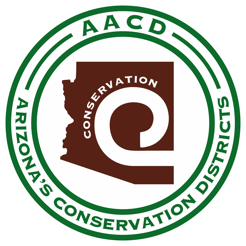 AACD
CONSERVATION
ARIZONA'S CONSERVATION DISTRICTS